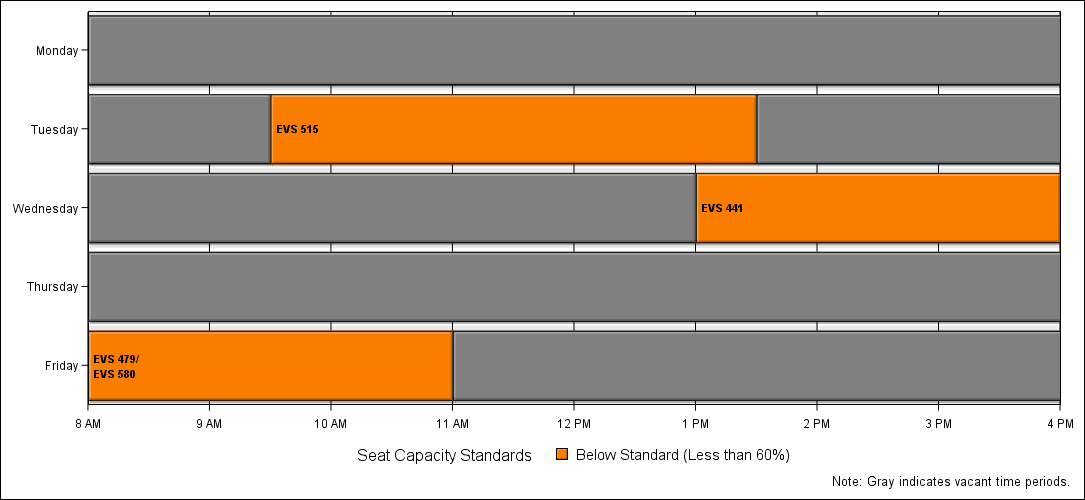 Monday
Tuesday
EVS 515
Wednesday
EVS 441
Thursday
Friday
EVS 479/
EVS 580
8 AM 9 AM 10 AM 11 AM 12 PM 1 PM 2 PM 3 PM 4 PM
Seat Capacity Standards Below Standard (Less than 60%)
Note: Gray indicates vacant time periods.